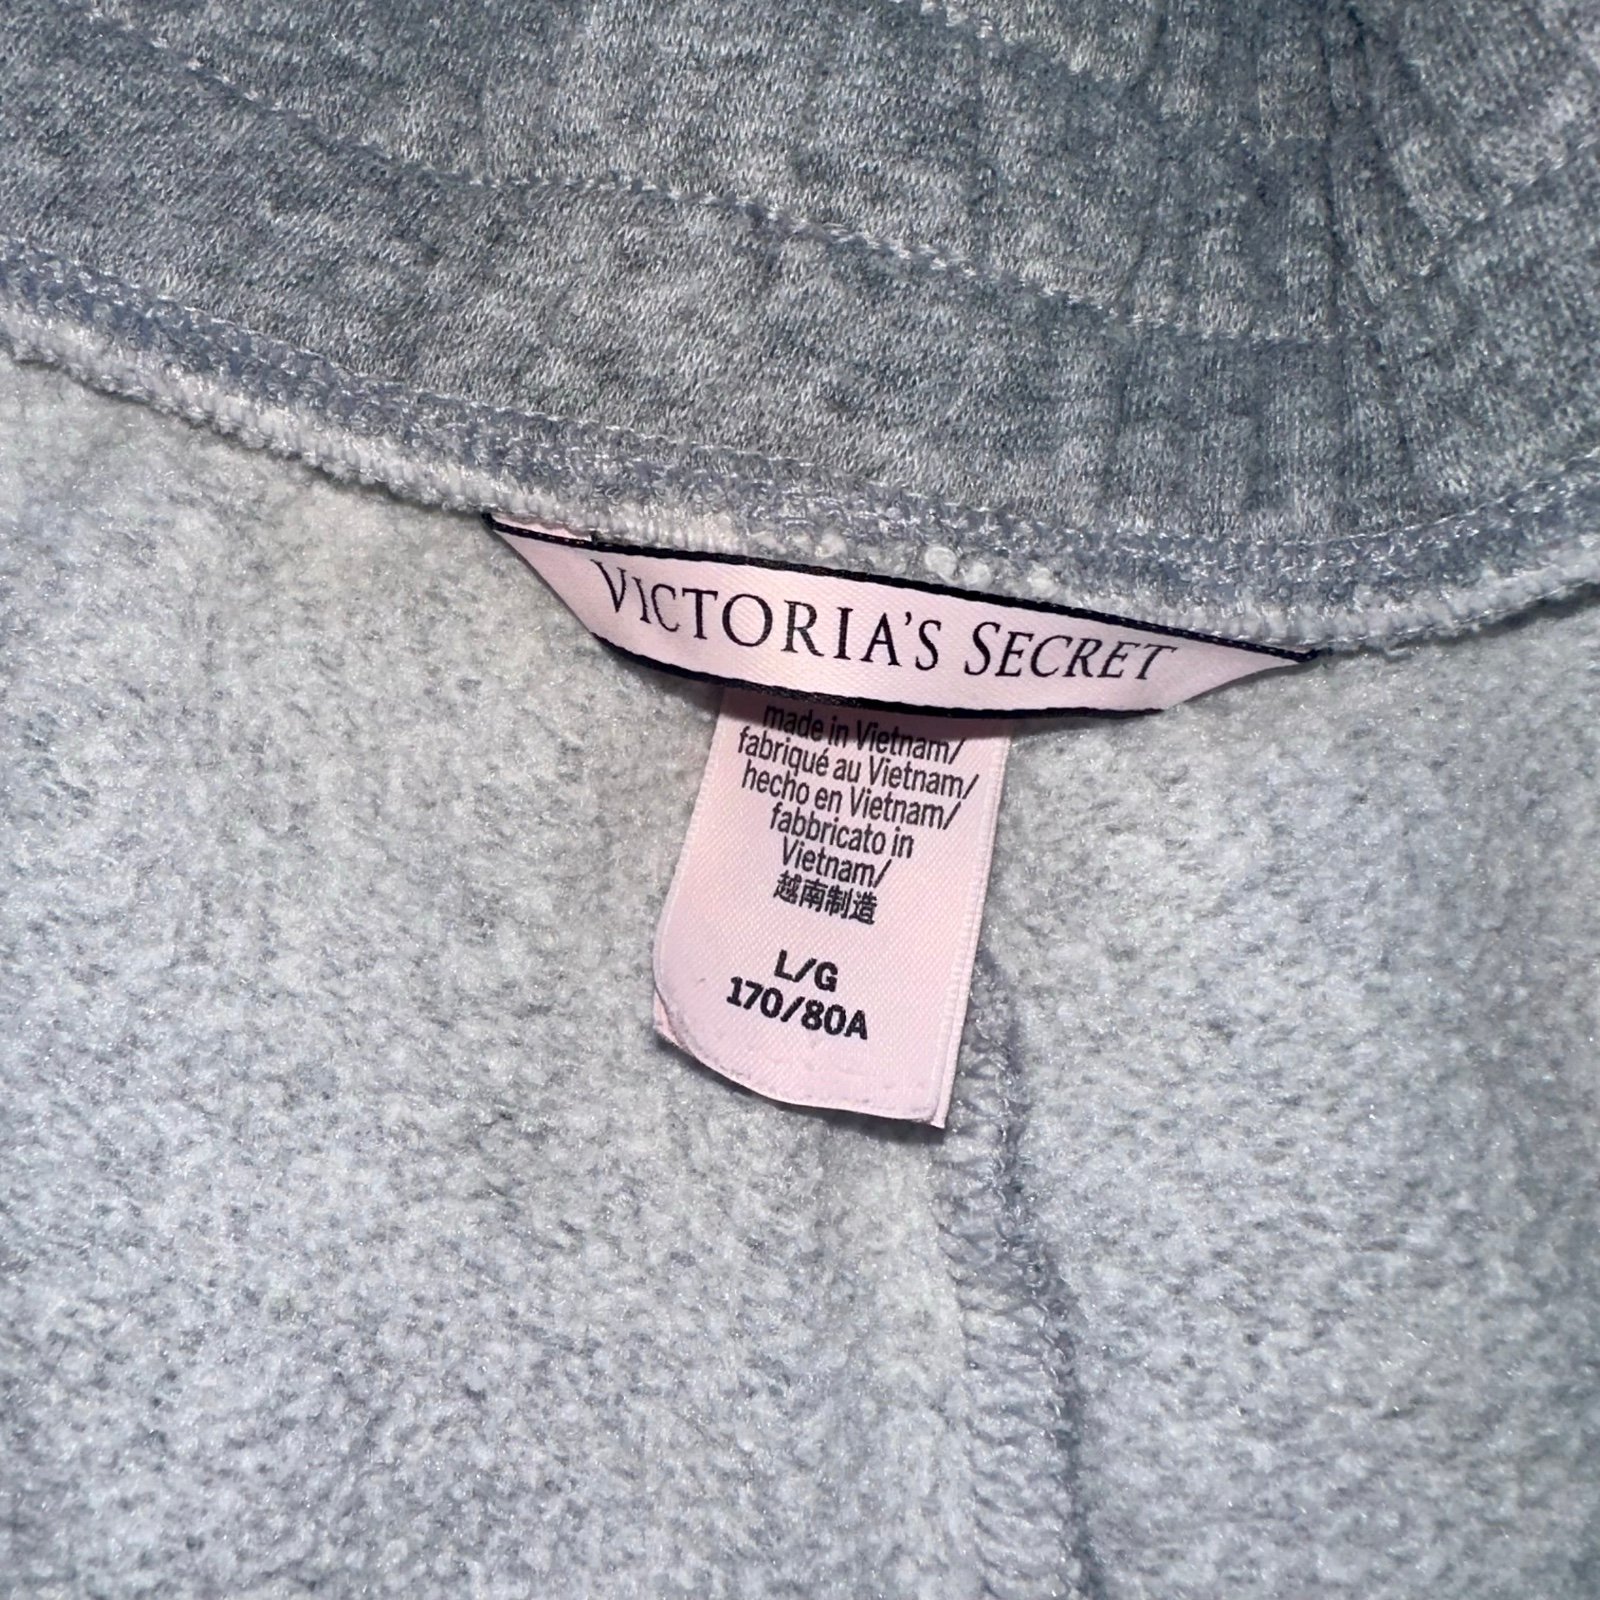 VICTORIA'S SECRET
made in Vietnam/
fabriqué au Vietnam/
hecho en Vietnam/
fabbricato in
Vietnam/
越南制造
L/G
170/80A